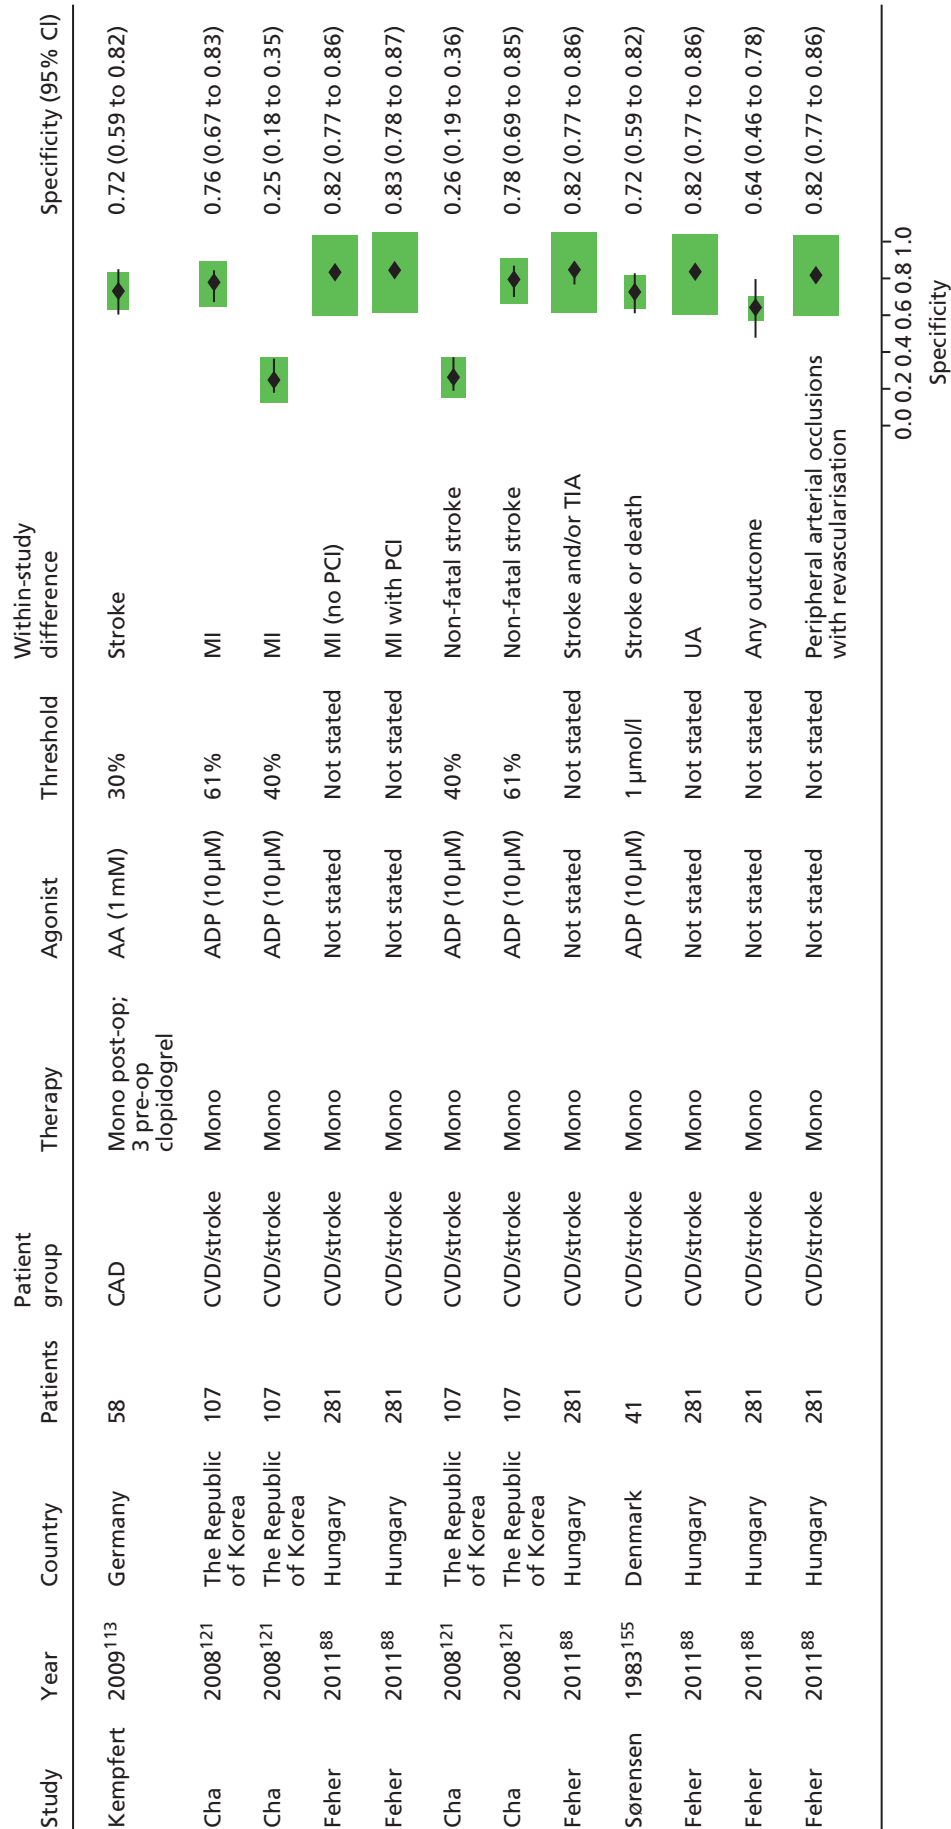 Study Year Country Patients Patient group Therapy Agonist Threshold Within-study difference Specificity (95% CI)
Kempfert 2009113 Germany 58 CAD Mono post-op; 3 pre-op clopidogrel AA (1 mM) 30% Stroke 0.72 (0.59 to 0.82)
Cha 2008121 The Republic of Korea 107 CVD/stroke Mono ADP (10 µM) 61% MI 0.76 (0.67 to 0.83)
Cha 2008121 The Republic of Korea 107 CVD/stroke Mono ADP (10 µM) 40% MI 0.25 (0.18 to 0.35)
Feher 201188 Hungary 281 CVD/stroke Mono Not stated Not stated MI (no PCI) 0.82 (0.77 to 0.86)
Feher 201188 Hungary 281 CVD/stroke Mono Not stated Not stated MI with PCI 0.83 (0.78 to 0.87)
Cha 2008121 The Republic of Korea 107 CVD/stroke Mono ADP (10 µM) 40% Non-fatal stroke 0.26 (0.19 to 0.36)
Cha 2008121 The Republic of Korea 107 CVD/stroke Mono ADP (10 µM) 61% Non-fatal stroke 0.78 (0.69 to 0.85)
Feher 201188 Hungary 281 CVD/stroke Mono Not stated Not stated Stroke and/or TIA 0.82 (0.77 to 0.86)
Sørensen 1983155 Denmark 41 CVD/stroke Mono ADP (10 µM) 1 µmol/l Stroke or death 0.72 (0.59 to 0.82)
Feher 201188 Hungary 281 CVD/stroke Mono Not stated Not stated UA 0.82 (0.77 to 0.86)
Feher 201188 Hungary 281 CVD/stroke Mono Not stated Not stated Any outcome 0.64 (0.46 to 0.78)
Feher 201188 Hungary 281 CVD/stroke Mono Not stated Not stated Peripheral arterial occlusions with revascularisation 0.82 (0.77 to 0.86)
0.0 0.2 0.4 0.6 0.8 1.0
Specificity